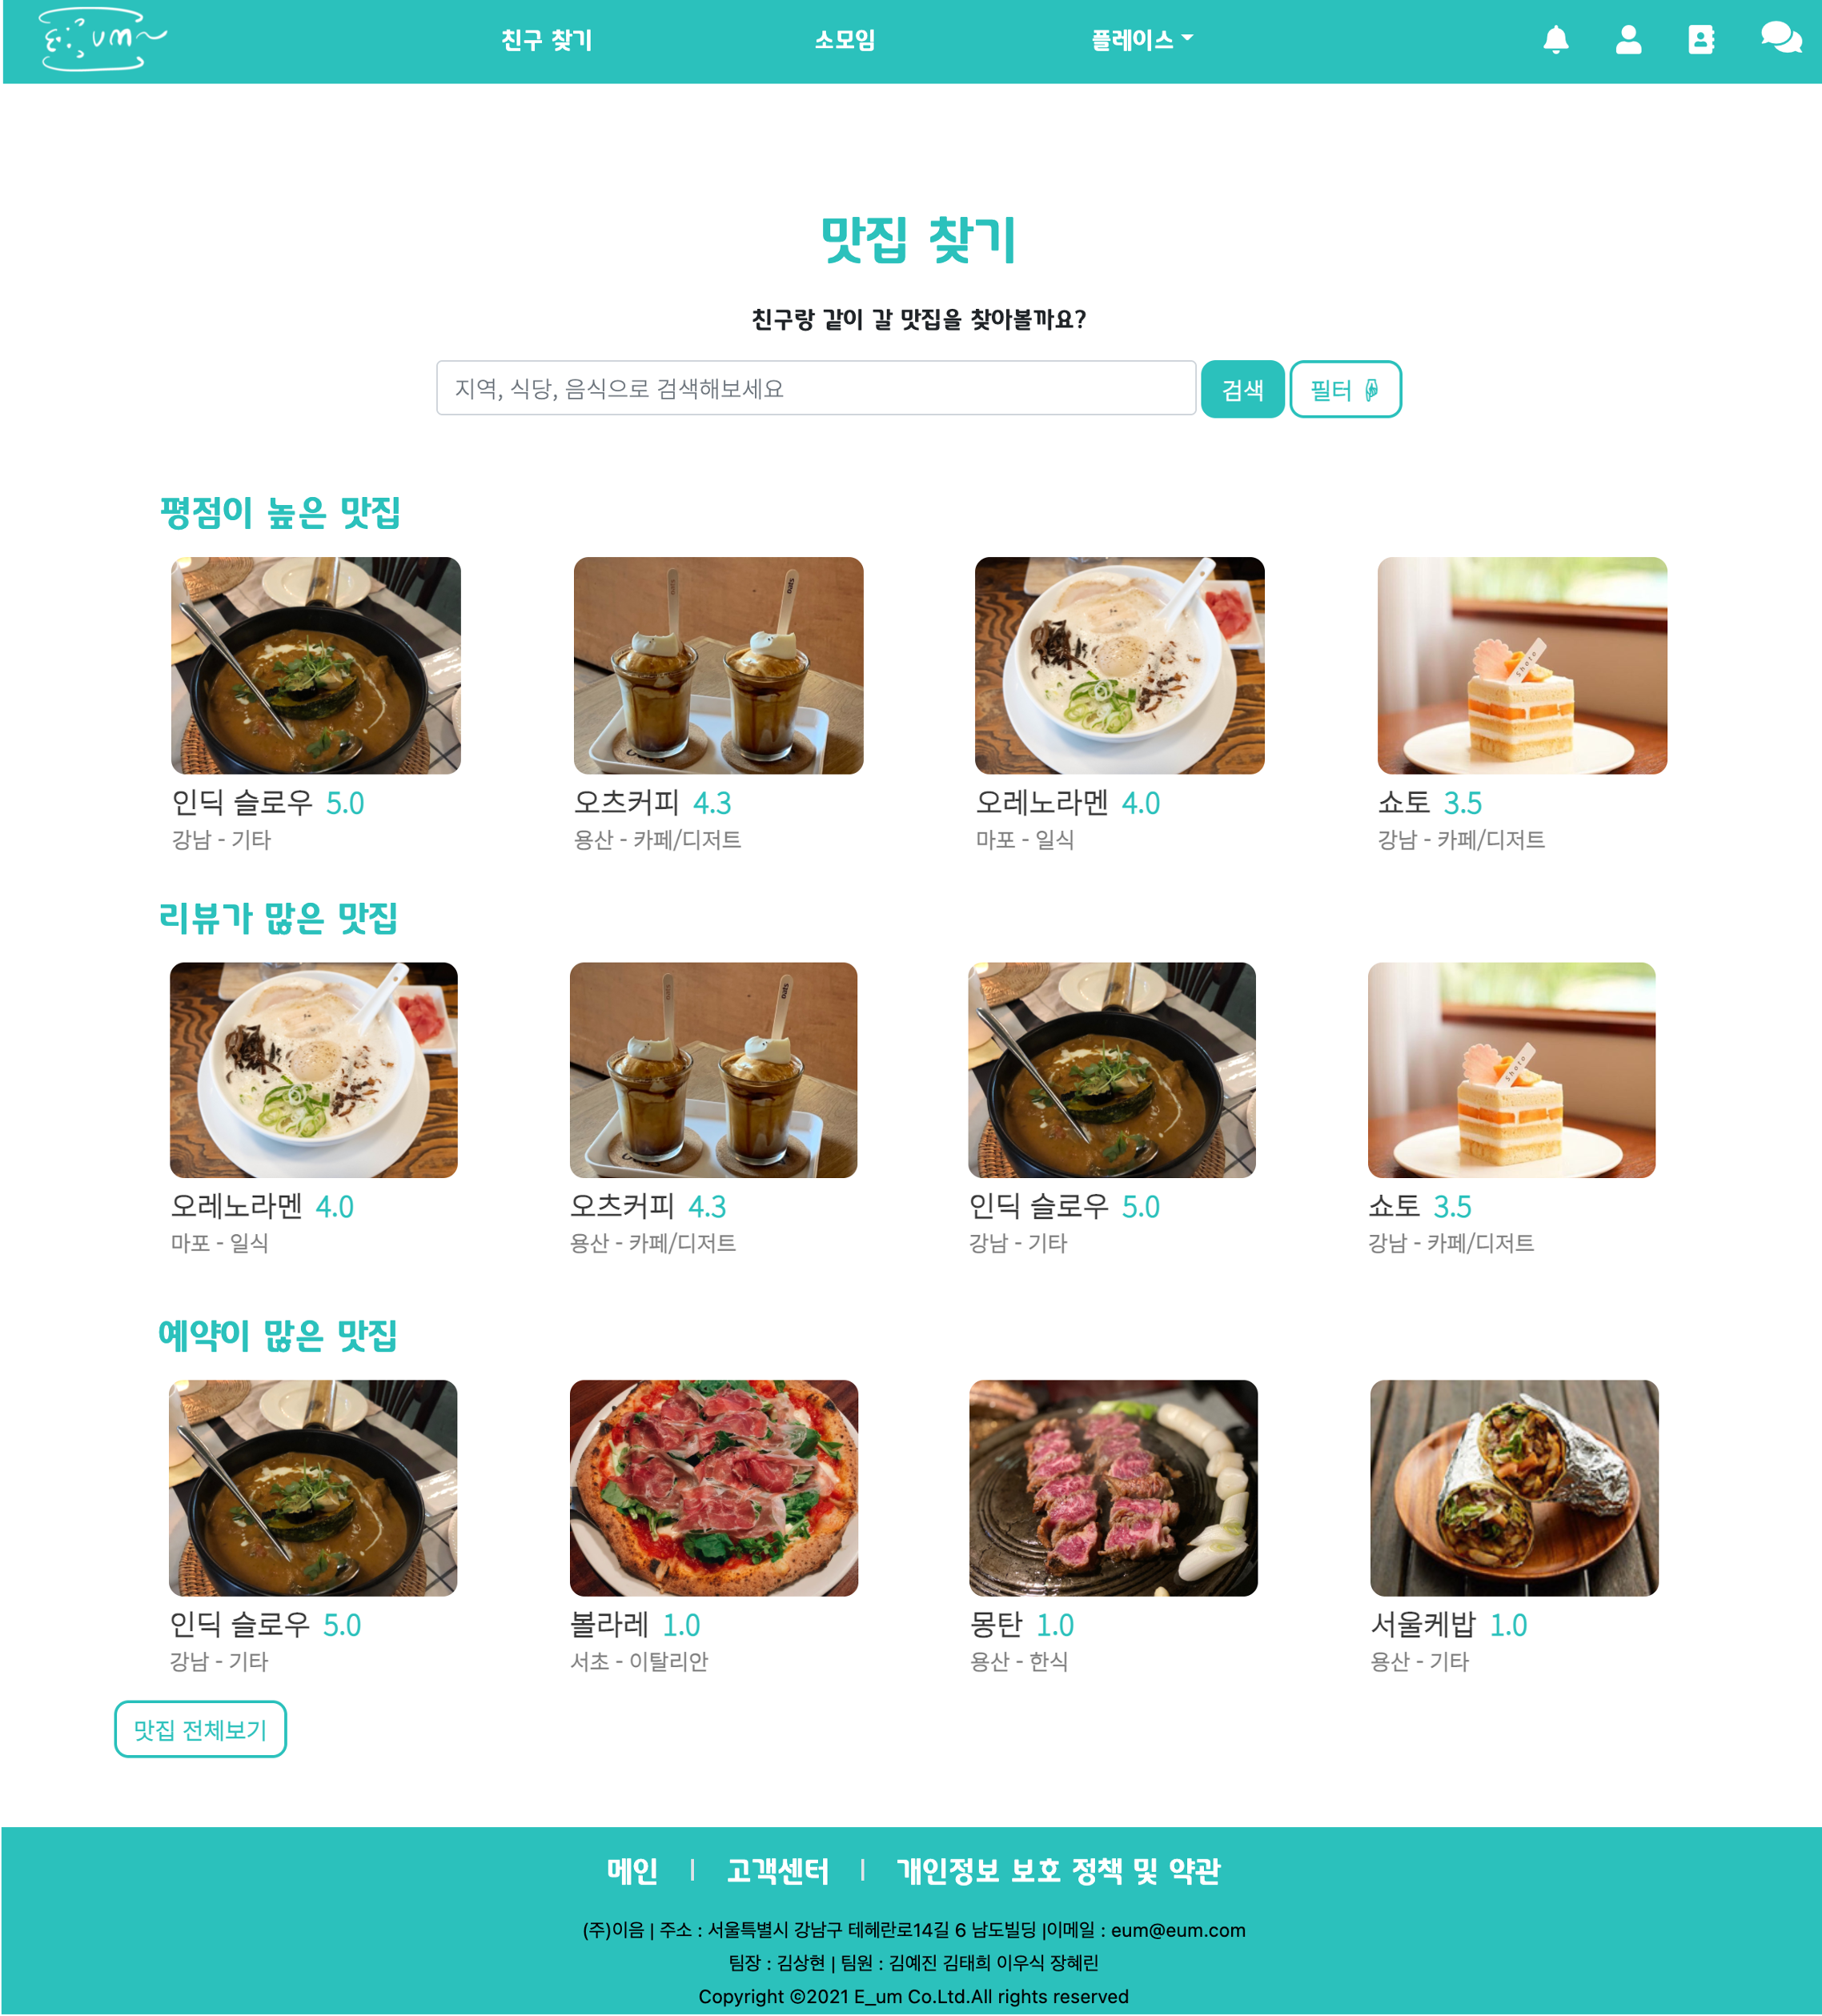 E um
친구 찾기
소모임
플레이스
맛집 찾기
친구랑 같이 갈 맛집을 찾아볼까요?
지역, 식당, 음식으로 검색해보세요
검색
필터
평점이 높은 맛집
Shoto
인딕 슬로우 5.0
오츠커피 4.3
오레노라멘 4.0
쇼토 3.5
강남 - 기타
용산 - 카페/디저트
마포 - 일식
강남 - 카페/디저트
리뷰가 많은 맛집
Shoto
오레노라멘 4.0
오츠커피 4.3
인딕 슬로우 5.0
쇼토 3.5
마포 - 일식
용산 - 카페/디저트
강남 - 기타
강남 - 카페/디저트
예약이 많은 맛집
인딕 슬로우 5.0
볼라레 1.0
몽탄 1.0
서울케밥 1.0
강남 - 기타
서초 - 이탈리안
용산 - 한식
용산 - 기타
맛집 전체보기
메인 | 고객센터 | 개인정보 보호 정책 및 약관
(주)이음 | 주소 : 서울특별시 강남구 테헤란로14길 6 남도빌딩 |이메일 : eum@eum.com
팀장 : 김상현 | 팀원 : 김예진 김태희 이우식 장혜린
Copyright ©2021 E_um Co.Ltd.All rights reserved